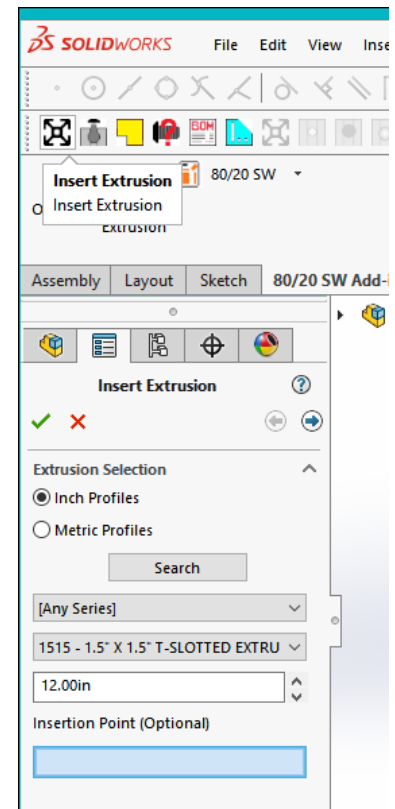 SOLIDWORKS File Edit View
BOM
80/20 SW
Insert Extrusion
Insert Extrusion
Extrusion
Assembly Layout Sketch 80/20 SW Add-
Insert Extrusion
Extrusion Selection
Inch Profiles
Metric Profiles
Search
[Any Series]
1515 - 1.5" X 1.5" T-SLOTTED EXTRU
12.00in
Insertion Point (Optional)